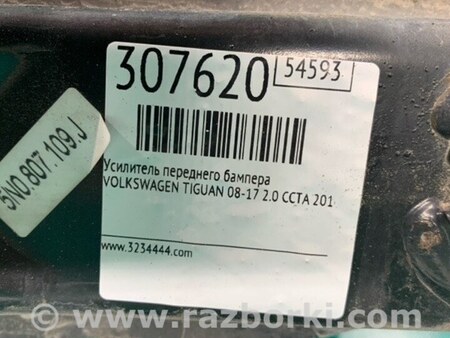 307620
54593
Усилитель переднего бампера
VOLKSWAGEN TIGUAN 08-17 2.0 CCTA 201
www.3234444.com
5N0.807.109.J
www.razborki.com